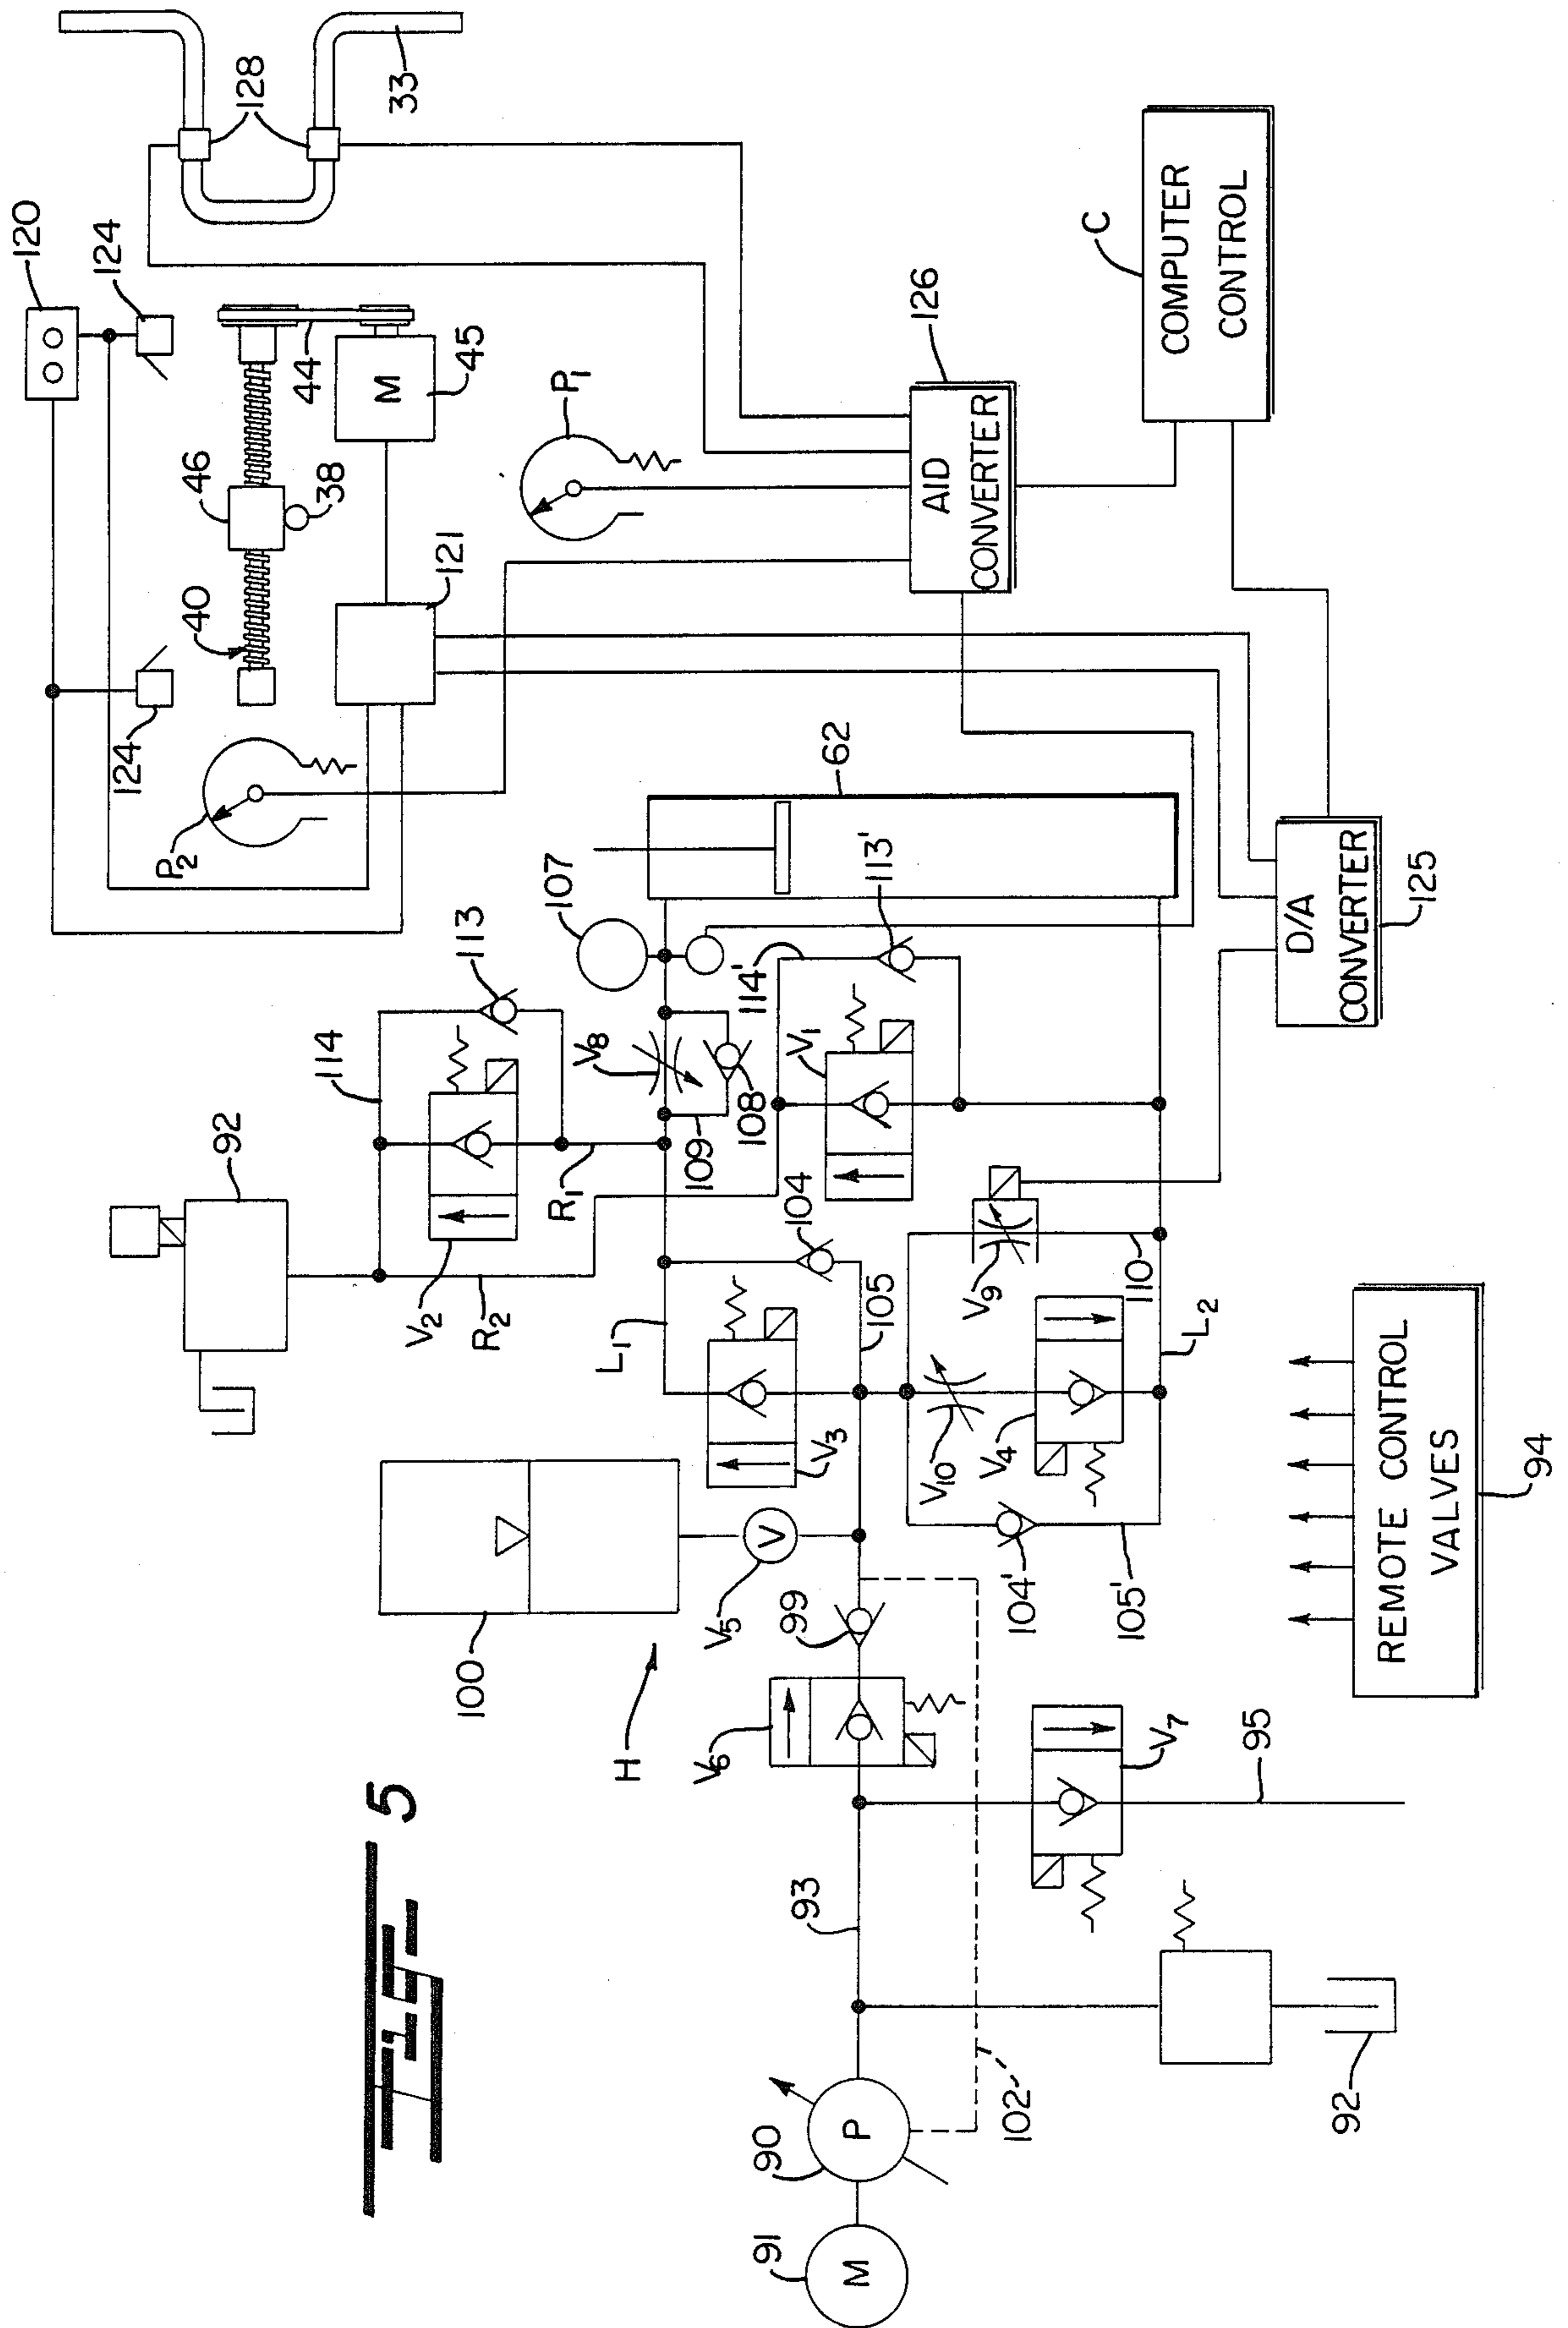 120
128
124
124
P2
40
46
38
44
M
45
33
121
P1
92
114
113
107
V2
R2
R1
L1
V8
109
108
114'
113'
V1
62
Fig. 5
100
H
V5
V
V3
104
105
V6
99
V10
V9
V4
110
L2
104'
105'
AID
CONVERTER
126
C
COMPUTER
CONTROL
D/A
CONVERTER
125
91
M
90
P
93
102
V7
95
92
REMOTE CONTROL
VALVES
94